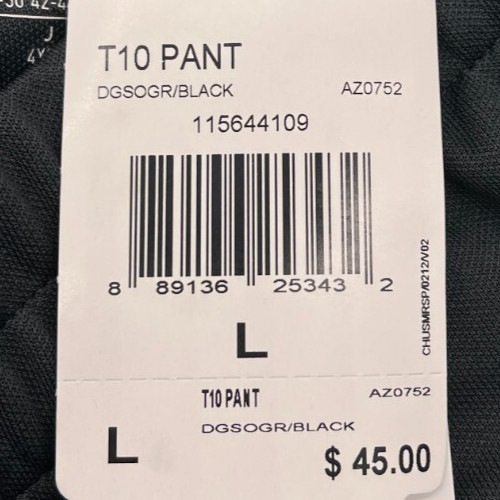 J
T10 PANT
DGSOGR/BLACK AZ0752
115644109
8 89136 25343 2
L
CHUSMRSP/0212/V02
T10 PANT AZ0752
DGSOGR/BLACK
L
$ 45.00